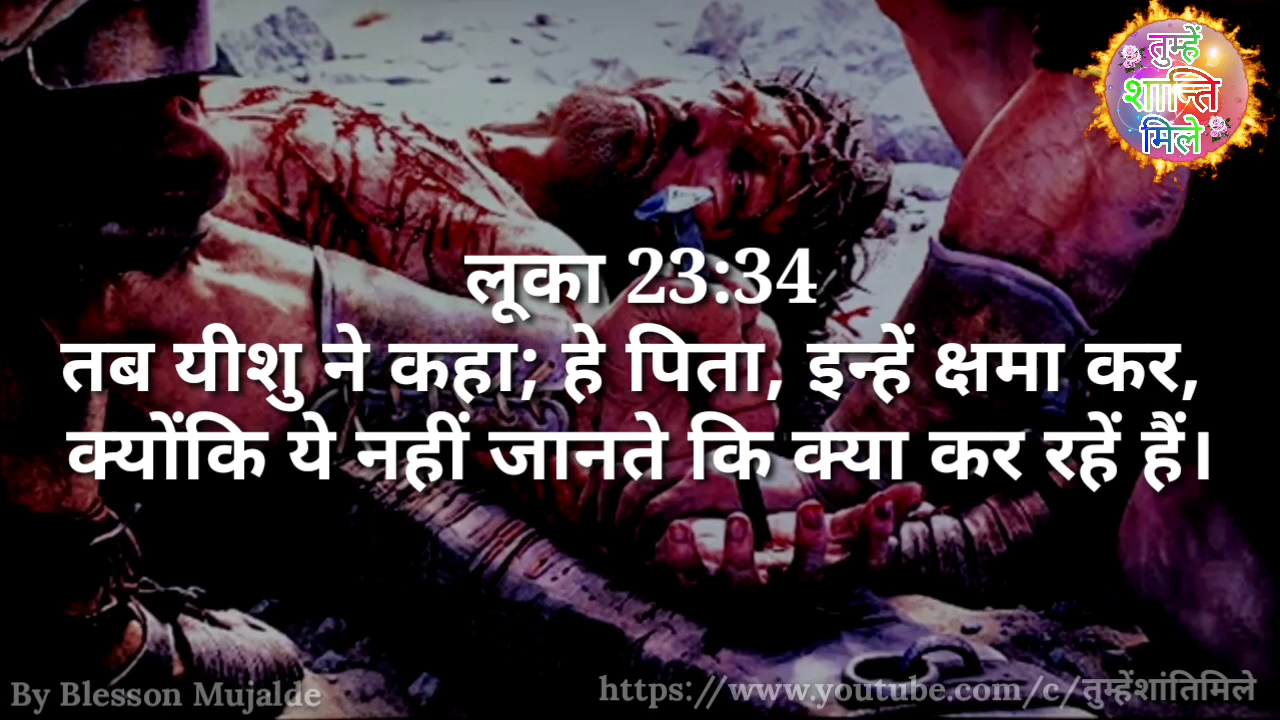 तुम्हें
शान्ति
मिले
लूका 23:34
तब यीशु ने कहा; हे पिता, इन्हें क्षमा कर,
क्योंकि ये नहीं जानते कि क्या कर रहें हैं।
By Blesson Mujalde
https://www.youtube.com/c/तुम्हेंशांतिमिले